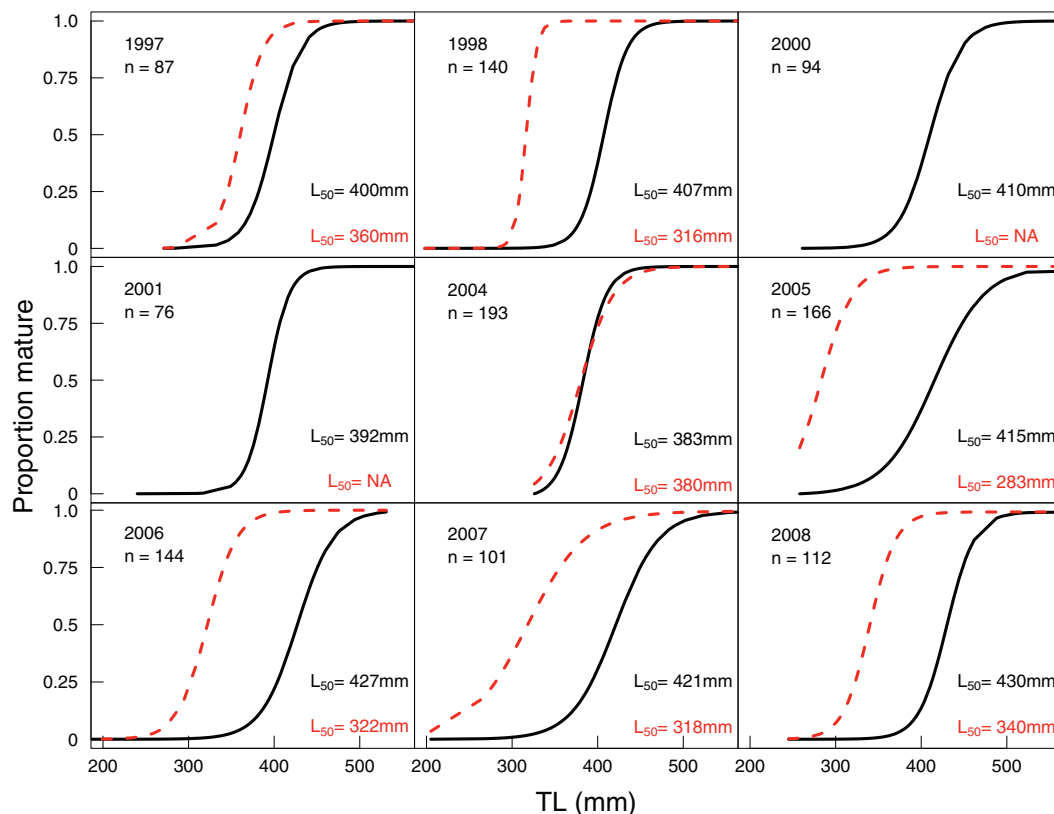 Proportion mature
1.0
0.75
0.5
0.25
0
1997
n = 87
L50= 400mm
L50= 360mm
1998
n = 140
L50= 407mm
L50= 316mm
2000
n = 94
L50= 410mm
L50= NA
1.0
0.75
0.5
0.25
0
2001
n = 76
L50= 392mm
L50= NA
2004
n = 193
L50= 383mm
L50= 380mm
2005
n = 166
L50= 415mm
L50= 283mm
1.0
0.75
0.5
0.25
0
2006
n = 144
L50= 427mm
L50= 322mm
2007
n = 101
L50= 421mm
L50= 318mm
2008
n = 112
L50= 430mm
L50= 340mm
200 300 400 500
200 300 400 500
200 300 400 500
TL (mm)